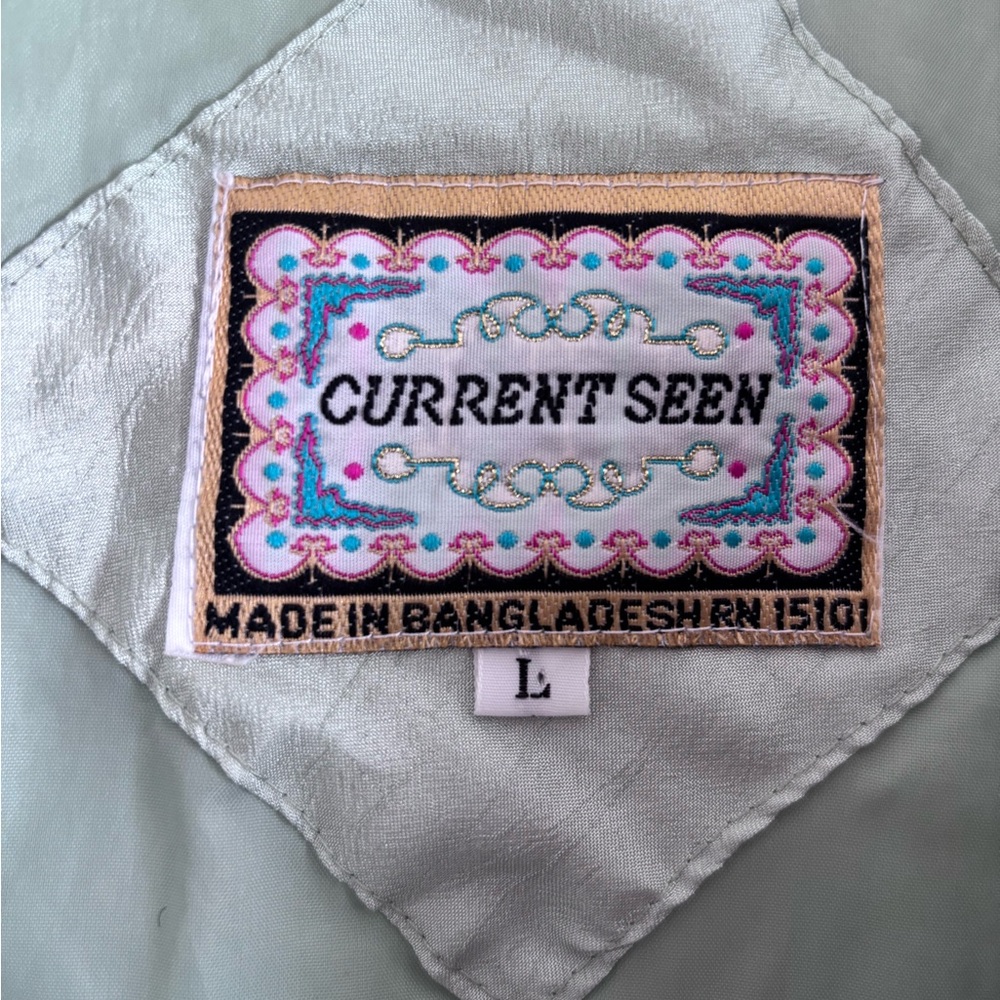 CURRENT SEEN
MADE IN BANGLADESH RN 15101
L